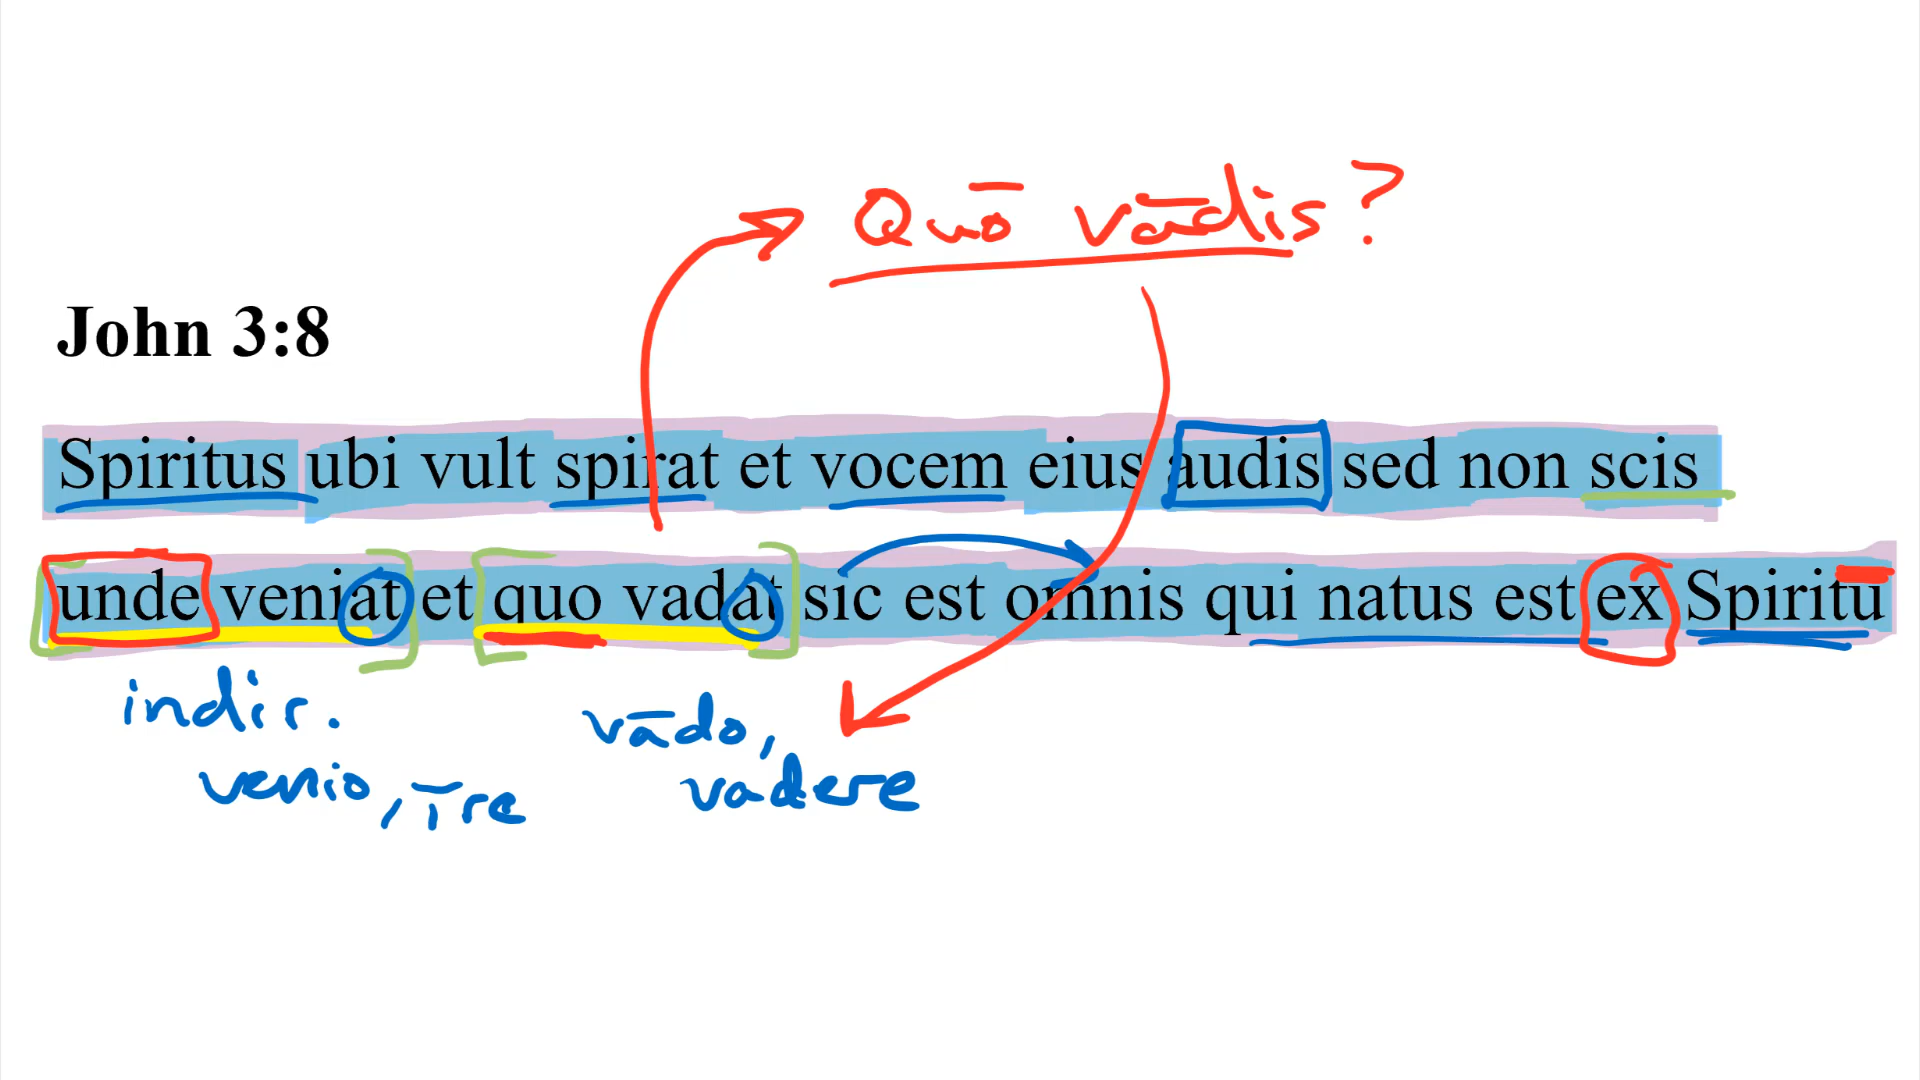 Quō vādis?
John 3:8
Spiritus ubi vult spirat et vocem eius audis sed non scis
unde veniat et quo vadat sic est omnis qui natus est ex Spiritu
indir.
venio, īre
vādo,
vadere